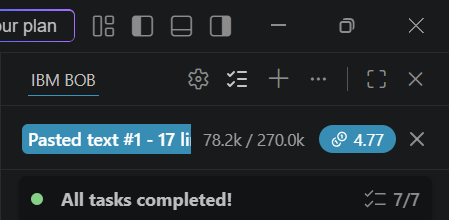 our plan
IBM BOB
Pasted text #1 - 17 li 78.2k / 270.0k 4.77
All tasks completed! 7/7